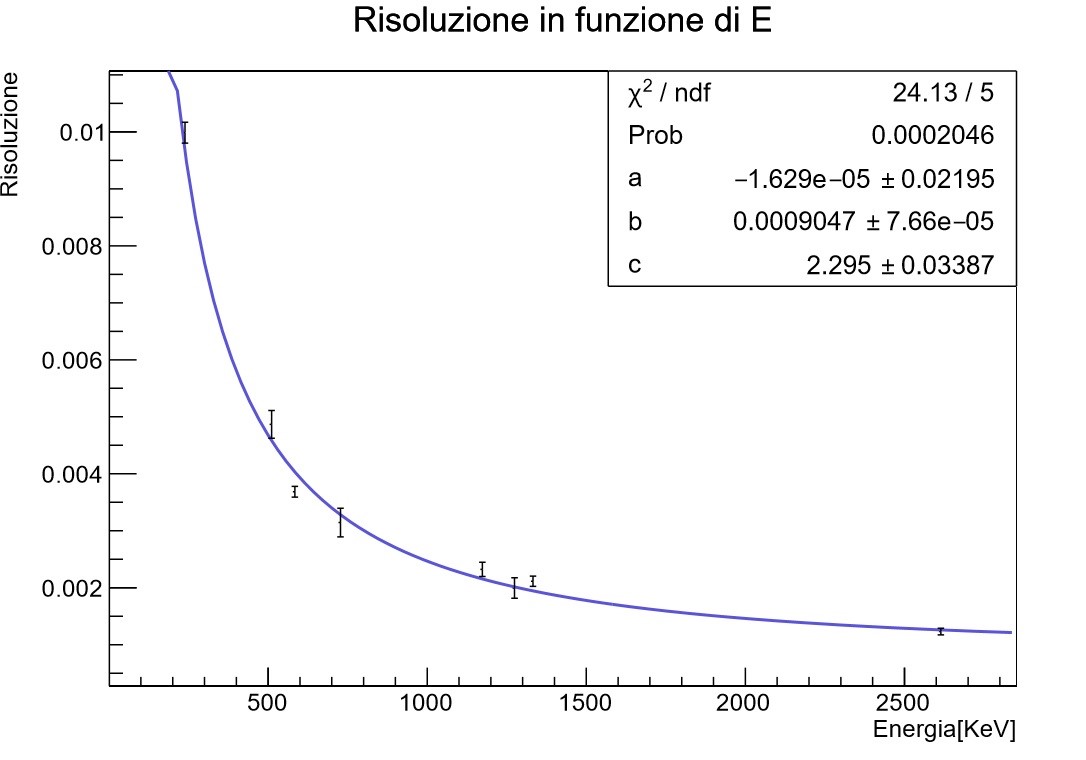 Risoluzione in funzione di E
Risoluzione
χ² / ndf 24.13 / 5
Prob 0.0002046
a −1.629e−05 ± 0.02195
b 0.0009047 ± 7.66e−05
c 2.295 ± 0.03387
0.01
0.008
0.006
0.004
0.002
500 1000 1500 2000 2500
Energia[KeV]